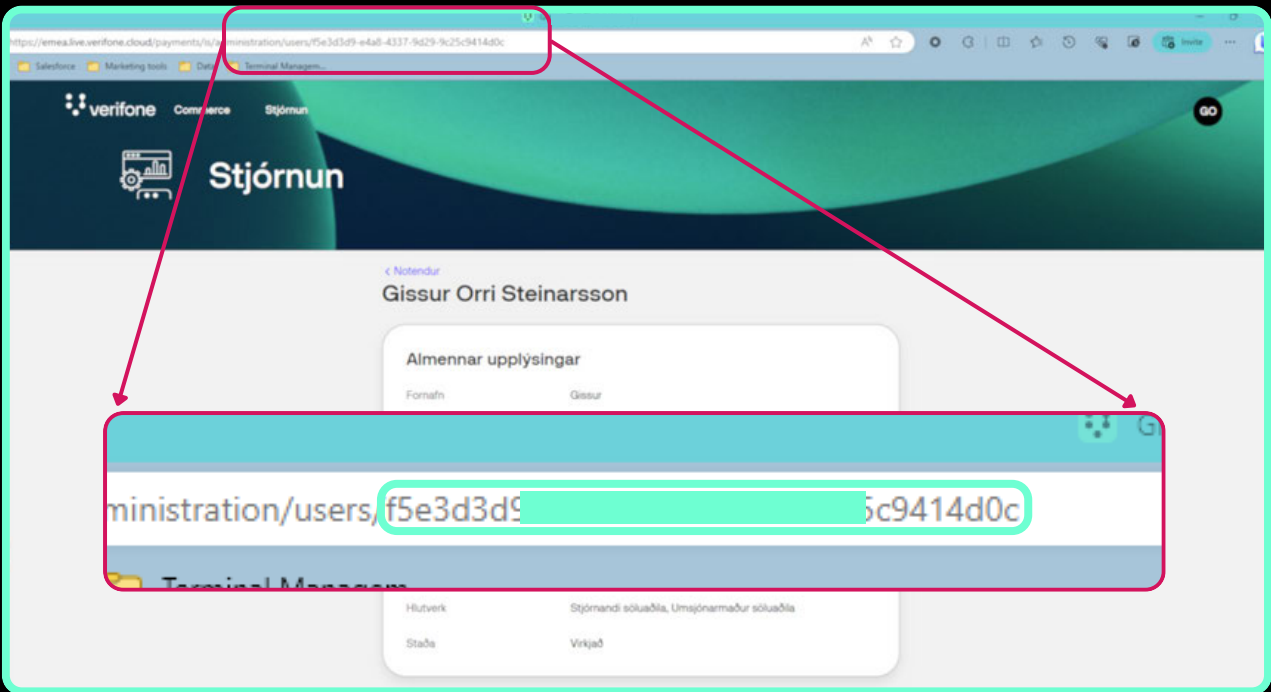 ttps://emea.live.verifone.cloud/payments/is/administration/users/f5e3d3d9-e4a8-4337-9d29-9c25c9414d0c
Invite
Salesforce Marketing tools Data Terminal Managem...
verifone Commerce Stjórnun
GO
Stjórnun
< Notendur
Gissur Orri Steinarsson
Almennar upplýsingar
Fornafn Gissur
ministration/users/f5e3d3d9 5c9414d0c
Terminal Managem
Hlutverk Stjórnandi söluaðila, Umsjónarmaður söluaðila
Staða Virkjað